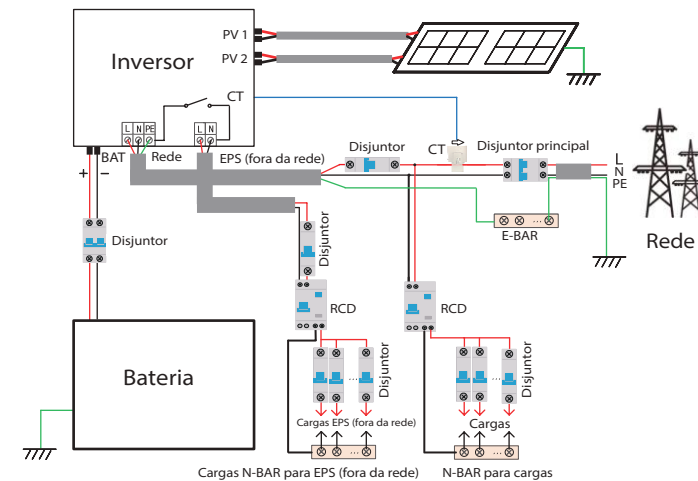 Inversor
PV 1
PV 2
CT
L N PE
L N
BAT
Rede
EPS (fora da rede)
+ −
Disjuntor
CT
Disjuntor principal
L
N
PE
E-BAR
Rede
Disjuntor
Disjuntor
RCD
RCD
Bateria
Disjuntor
Disjuntor
Cargas EPS (fora da rede)
Cargas
Cargas N-BAR para EPS (fora da rede)
N-BAR para cargas